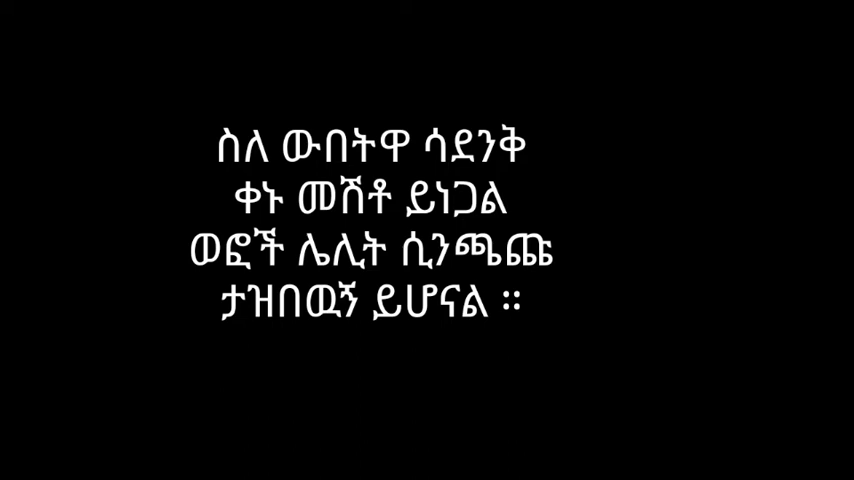 ስለ ውበትዋ ሳደንቅ
ቀኑ መሽቶ ይነጋል
ወፎች ሌሊት ሲንጫጩ
ታዝበዉኝ ይሆናል ።